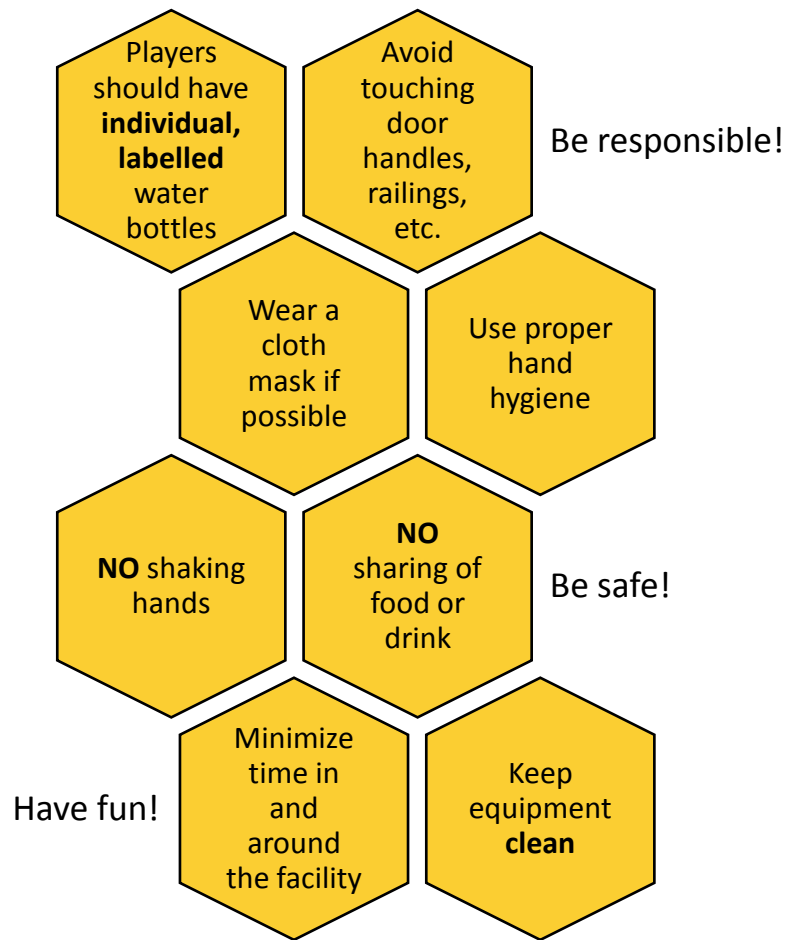 Players
should have
individual,
labelled
water
bottles
Avoid
touching
door
handles,
railings,
etc.
Be responsible!
Wear a
cloth
mask if
possible
Use proper
hand
hygiene
NO shaking
hands
NO
sharing of
food or
drink
Be safe!
Have fun!
Minimize
time in
and
around
the facility
Keep
equipment
clean